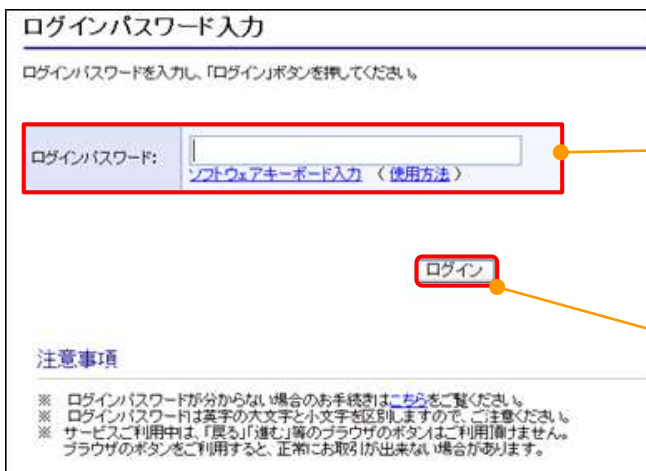 ログインパスワード入力
ログインパスワードを入力し、「ログイン」ボタンを押してください。
ログインパスワード:
ソフトウェアキーボード入力 （使用方法）
ログイン
注意事項
※ ログインパスワードが分からない場合のお手続きはこちらをご覧ください。
※ ログインパスワードは英字の大文字と小文字を区別しますので、ご注意ください。
※ サービスご利用中は、「戻る」「進む」等のブラウザのボタンはご利用頂けません。
ブラウザのボタンをご利用すると、正常にお取引が出来ない場合があります。